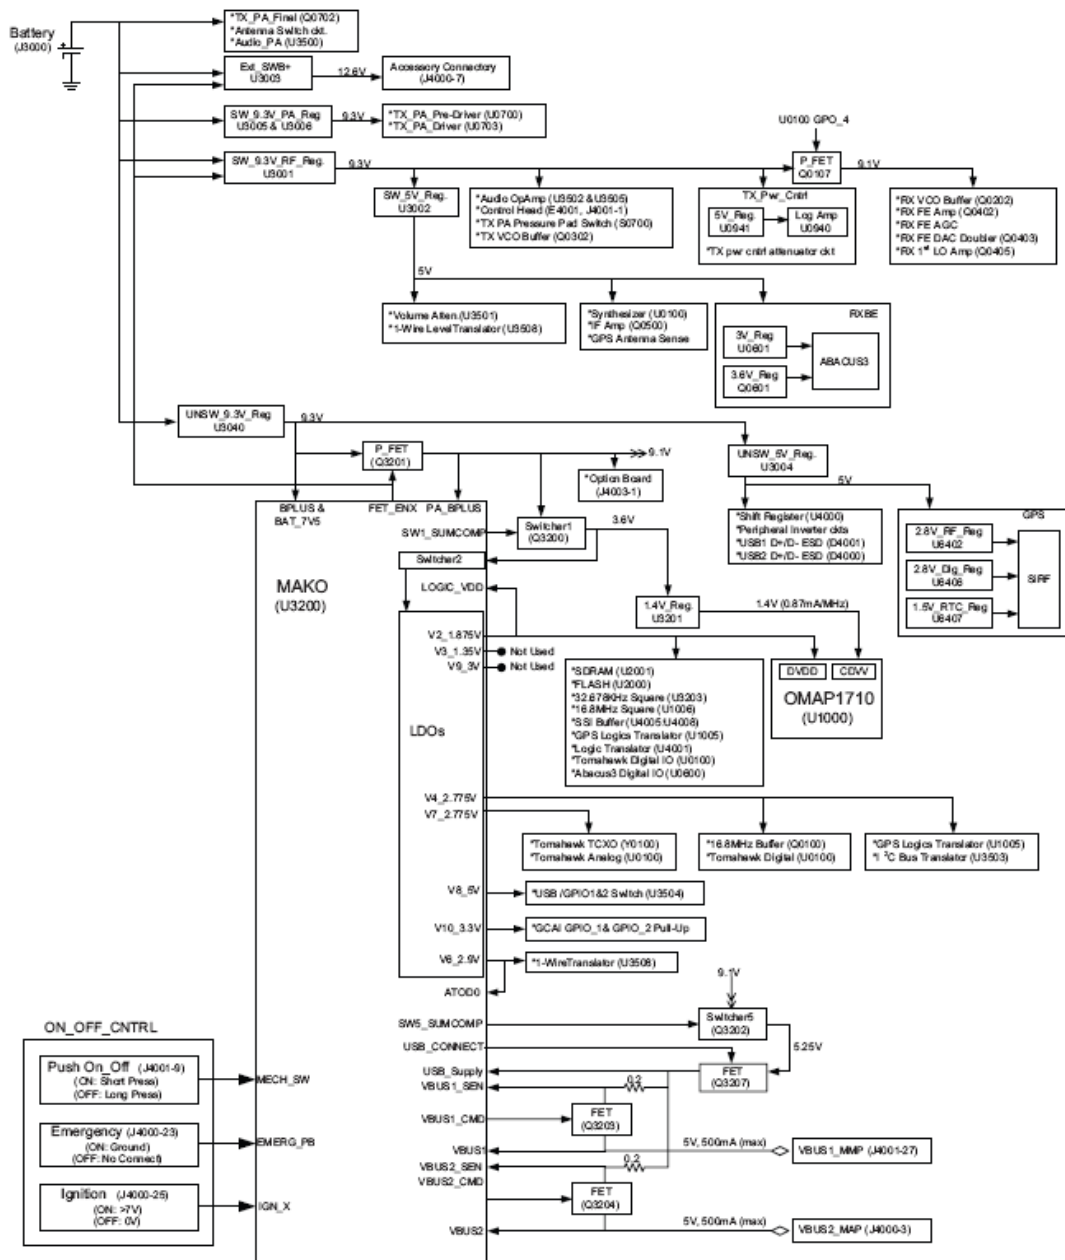 Battery
(J3000)
*TX_PA_Final (Q0702)
*Antenna Switch ckt.
*Audio_PA (U3500)
Ext_SWB+
U3003
12.6V
Accessory Connectory
(J4000-7)
SW_9.3V_PA_Reg
U3005 & U3006
9.3V
*TX_PA_Pre-Driver (U0700)
*TX_PA_Driver (U0703)
U0100 GPO_4
SW_9.3V_RF_Reg.
U3001
9.3V
P_FET
Q0107
9.1V
SW_5V_Reg.
U3002
*Audio OpAmp (U3502 & U3505)
*Control Head (E4001, J4001-1)
*TX PA Pressure Pad Switch (S0700)
*TX VCO Buffer (Q0302)
TX_Pwr_Cntrl
5V_Reg.
U0941
Log Amp
U0940
*TX pwr cntrl attenuator ckt
*RX VCO Buffer (Q0202)
*RX FE Amp (Q0402)
*RX FE AGC
*RX FE DAC Doubler (Q0403)
*RX 1st LO Amp (Q0405)
5V
*Volume Atten.(U3501)
*1-Wire LevelTranslator (U3508)
*Synthesizer (U0100)
*IF Amp (Q0500)
*GPS Antenna Sense
RXBE
3V_Reg
U0601
3.6V_Reg
Q0601
ABACUS3
UNSW_9.3V_Reg
U3040
9.3V
P_FET
(Q3201)
9.1V
*Option Board
(J4003-1)
UNSW_5V_Reg.
U3004
5V
*Shift Register (U4000)
*Peripheral Inverter ckts
*USB1 D+/D- ESD (D4001)
*USB2 D+/D- ESD (D4000)
GPS
2.8V_RF_Reg
U6402
2.8V_Dig_Reg
U6406
1.5V_RTC_Reg
U6407
SIRF
BPLUS &
BAT_7V5
FET_ENX
PA_BPLUS
SW1_SUMCOMP
Switcher1
(Q3200)
3.6V
Switcher2
MAKO
(U3200)
LOGIC_VDD
1.4V_Reg.
U3201
1.4V (0.87mA/MHz)
V2_1.875V
V3_1.35V
Not Used
V9_3V
Not Used
LDOs
*SDRAM (U2001)
*FLASH (U2000)
*32.678KHz Square (U3203)
*16.8MHz Square (U1006)
*SSI Buffer (U4005:U4008)
*GPS Logics Translator (U1005)
*Logic Translator (U4001)
*Tomahawk Digital IO (U0100)
*Abacus3 Digital IO (U0600)
DVDD
CDVV
OMAP1710
(U1000)
V4_2.775V
V7_2.775V
*Tomahawk TCXO (Y0100)
*Tomahawk Analog (U0100)
*16.8MHz Buffer (Q0100)
*Tomahawk Digital (U0100)
*GPS Logics Translator (U1005)
*I 2C Bus Translator (U3503)
V8_5V
*USB /GPIO1&2 Switch (U3504)
V10_3.3V
*GCAI GPIO_1& GPIO_2 Pull-Up
V6_2.9V
*1-WireTranslator (U3508)
ATOD0
9.1V
SW5_SUMCOMP
Switcher5
(Q3202)
5.25V
USB_CONNECT
USB_Supply
FET
(Q3207)
VBUS1_SEN
0.2
VBUS1_CMD
FET
(Q3203)
VBUS1
5V, 500mA (max)
VBUS1_MMP (J4001-27)
VBUS2_SEN
0.2
VBUS2_CMD
FET
(Q3204)
VBUS2
5V, 500mA (max)
VBUS2_MAP (J4000-3)
ON_OFF_CNTRL
Push On_Off (J4001-9)
(ON: Short Press)
(OFF: Long Press)
MECH_SW
Emergency (J4000-23)
(ON: Ground)
(OFF: No Connect)
EMERG_PB
Ignition (J4000-25)
(ON: >7V)
(OFF: 0V)
IGN_X